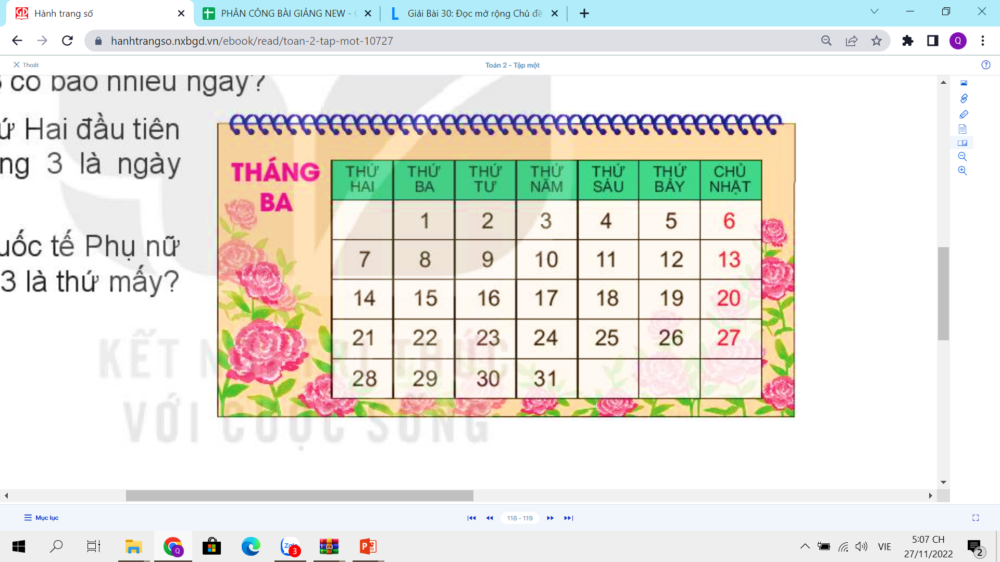 Hành trang số
PHÂN CÔNG BÀI GIẢNG NEW -
Giải Bài 30: Đọc mở rộng Chủ đề
hanhtrangso.nxbgd.vn/ebook/read/toan-2-tap-mot-10727
Q
Thoát
Toán 2 - Tập một
có bao nhiêu ngày?
ứ Hai đầu tiên
ng 3 là ngày
uốc tế Phụ nữ
3 là thứ mấy?
THÁNG
BA
THỨ HAI THỨ BA THỨ TƯ THỨ NĂM THỨ SÁU THỨ BẢY CHỦ NHẬT
1 2 3 4 5 6
7 8 9 10 11 12 13
14 15 16 17 18 19 20
21 22 23 24 25 26 27
28 29 30 31
KẾT NỐI TRI THỨC
VỚI CUỘC SỐNG
Mục lục
118 - 119
Zalo
3
VIE
5:07 CH
27/11/2022
2